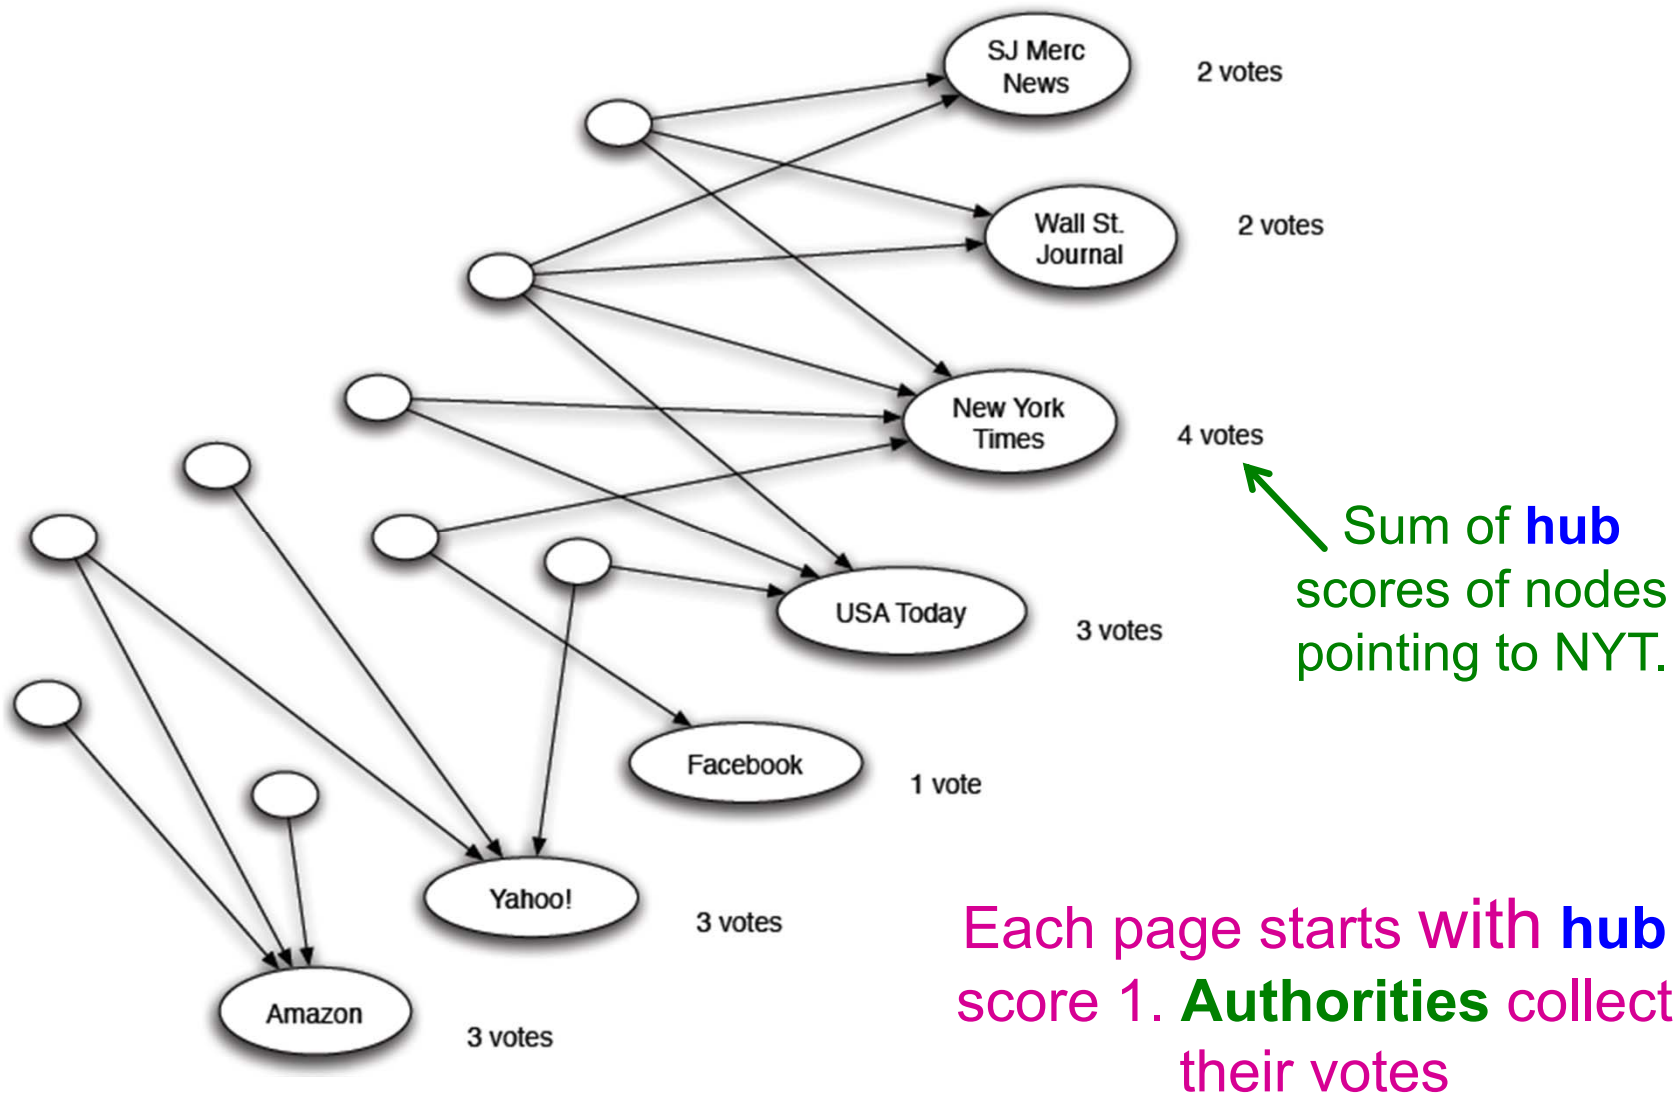 SJ Merc
News
2 votes
Wall St.
Journal
2 votes
New York
Times
4 votes
Sum of hub
scores of nodes
pointing to NYT.
USA Today
3 votes
Facebook
1 vote
Yahoo!
3 votes
Amazon
3 votes
Each page starts with hub
score 1. Authorities collect
their votes